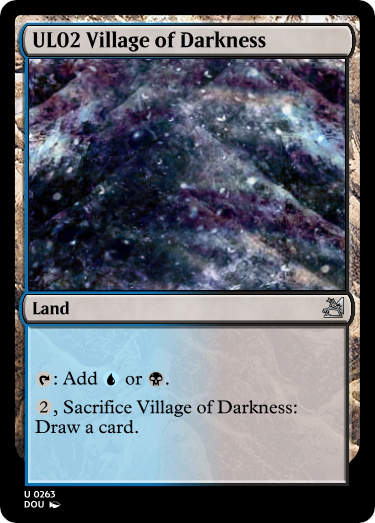 UL02 Village of Darkness
Land
: Add or .
2, Sacrifice Village of Darkness:
Draw a card.
U 0263
DOU